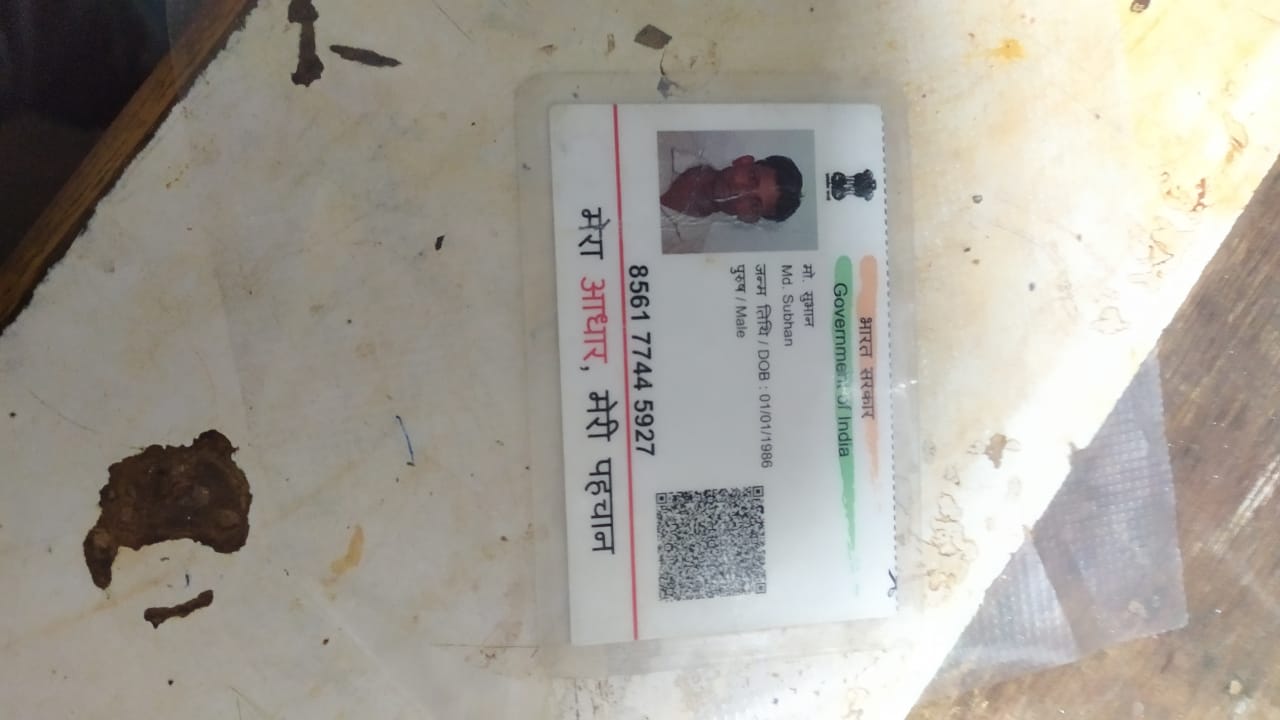 भारत सरकार
Government of India
मो. सुभान
Md. Subhan
जन्म तिथि / DOB : 01/01/1986
पुरुष / Male
8561 7744 5927
मेरा आधार, मेरी पहचान